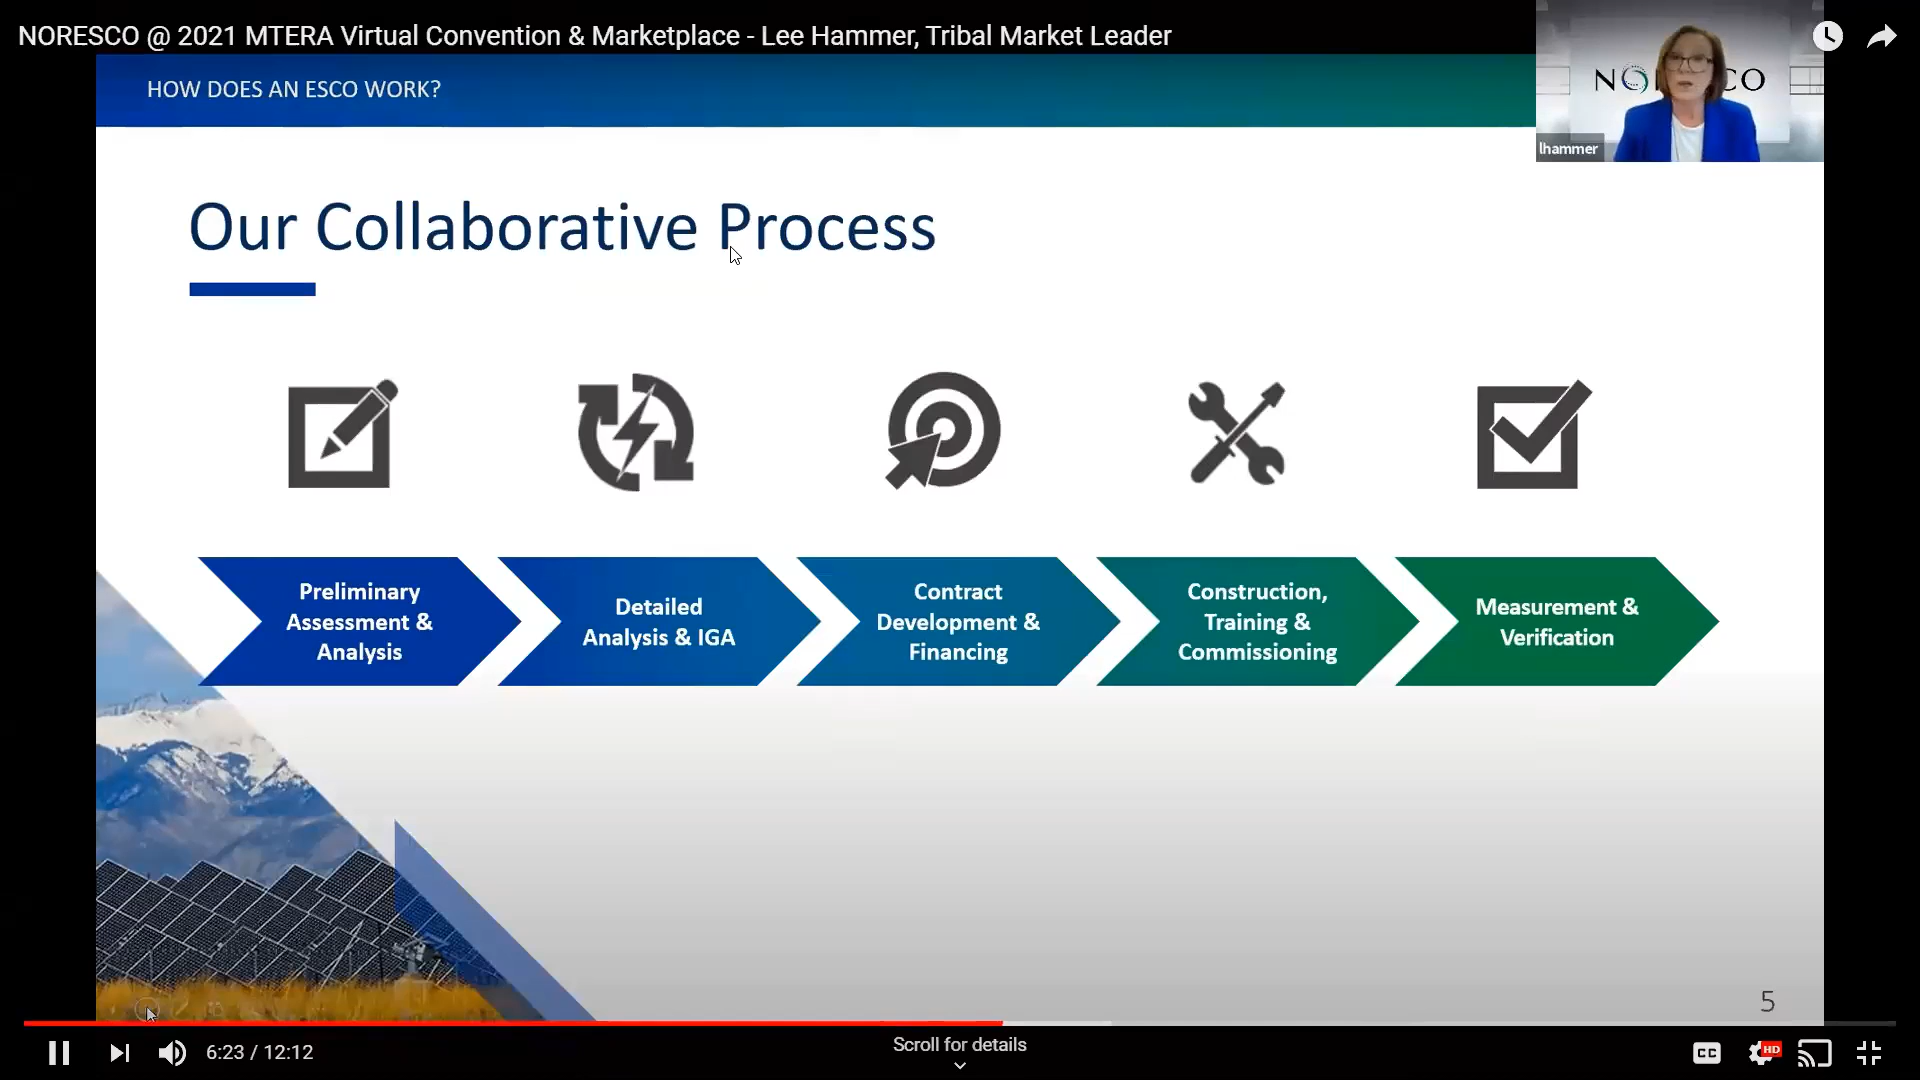 NORESCO @ 2021 MTERA Virtual Convention & Marketplace - Lee Hammer, Tribal Market Leader
HOW DOES AN ESCO WORK?
lhammer
Our Collaborative Process
Preliminary
Assessment &
Analysis
Detailed
Analysis & IGA
Contract
Development &
Financing
Construction,
Training &
Commissioning
Measurement &
Verification
5
6:23 / 12:12
Scroll for details
CC
HD